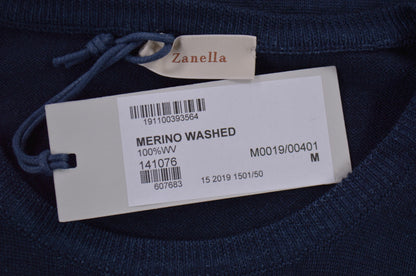 Zanella
191100393564
MERINO WASHED
100%WV
141076 M0019/00401
M
607683 15 2019 1501/50